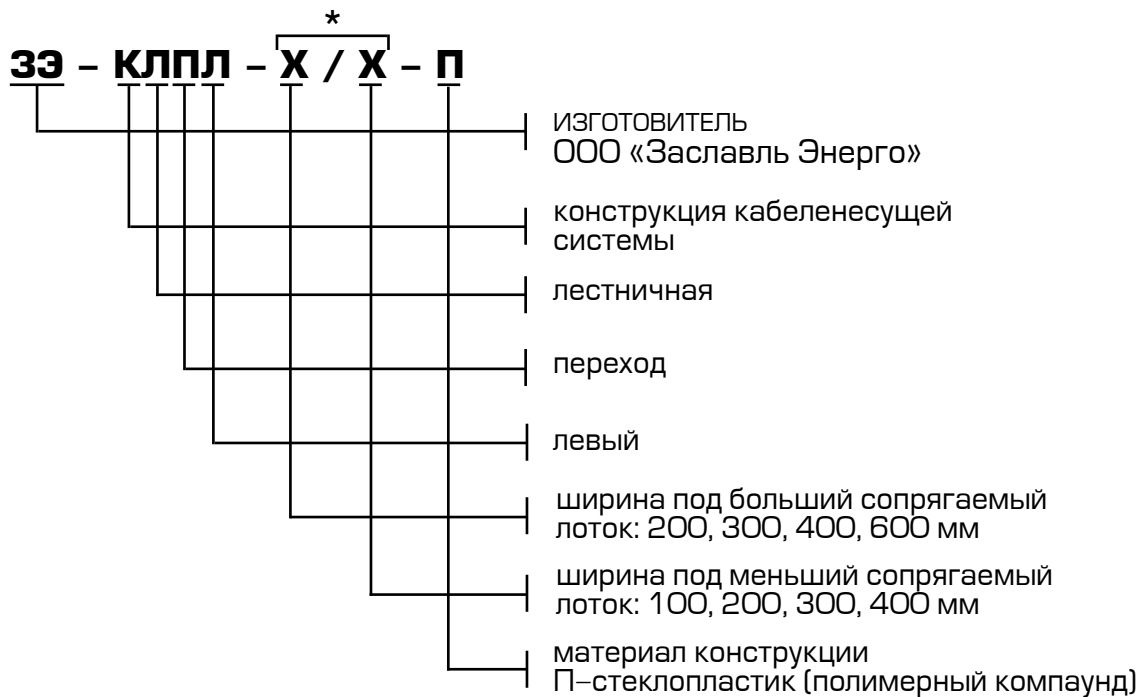 *
ЗЭ – КЛПЛ – Х / Х – П
ИЗГОТОВИТЕЛЬ
ООО «Заславль Энерго»
конструкция кабеленесущей
системы
лестничная
переход
левый
ширина под больший сопрягаемый
лоток: 200, 300, 400, 600 мм
ширина под меньший сопрягаемый
лоток: 100, 200, 300, 400 мм
материал конструкции
П–стеклопластик (полимерный компаунд)